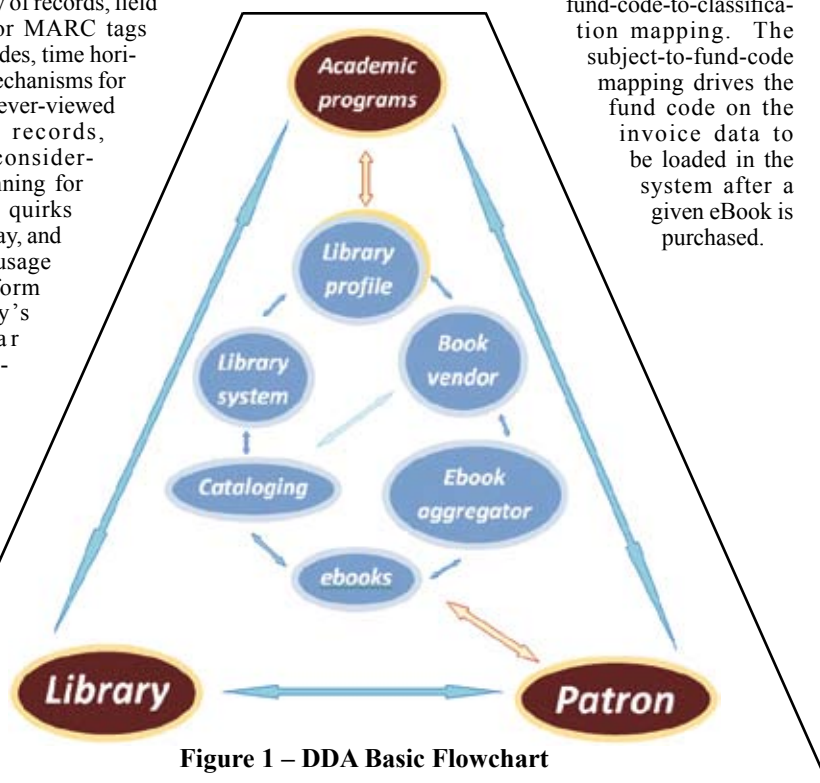 y of records, field
or MARC tags
des, time hori-
echanisms for
ever-viewed
records,
consider-
ning for
quirks
ay, and
usage
form
y's
ar
-
fund-code-to-classifica-
tion mapping. The
subject-to-fund-code
mapping drives the
fund code on the
invoice data to
be loaded in the
system after a
given eBook is
purchased.
Academic
programs
Library
profile
Library
system
Book
vendor
Cataloging
Ebook
aggregator
ebooks
Library
Patron
Figure 1 – DDA Basic Flowchart